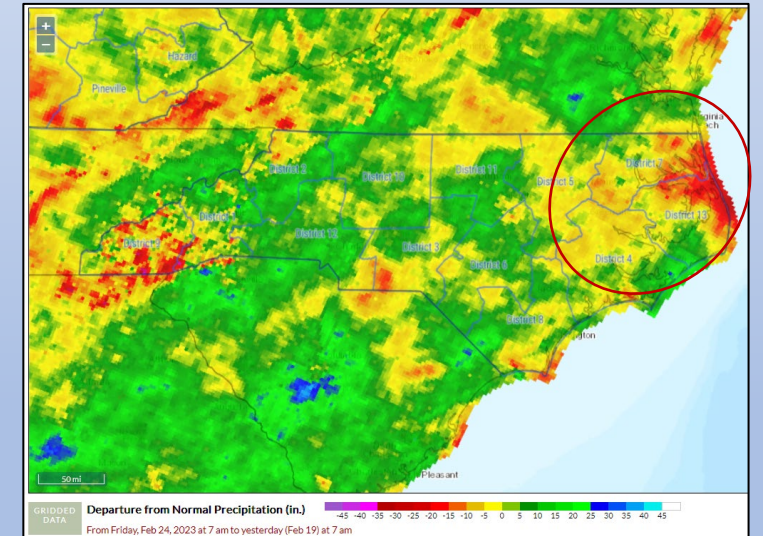 +
−
Hazard
Pineville
ginia
ch
District 2
District 10
District 11
District 5
District 7
District 1
District 13
District 9
District 12
District 3
District 6
District 4
District 8
gton
50 mi
Pleasant
GRIDDED
DATA
Departure from Normal Precipitation (in.)
-45 -40 -35 -30 -25 -20 -15 -10 -5 0 5 10 15 20 25 30 35 40 45
From Friday, Feb 24, 2023 at 7 am to yesterday (Feb 19) at 7 am